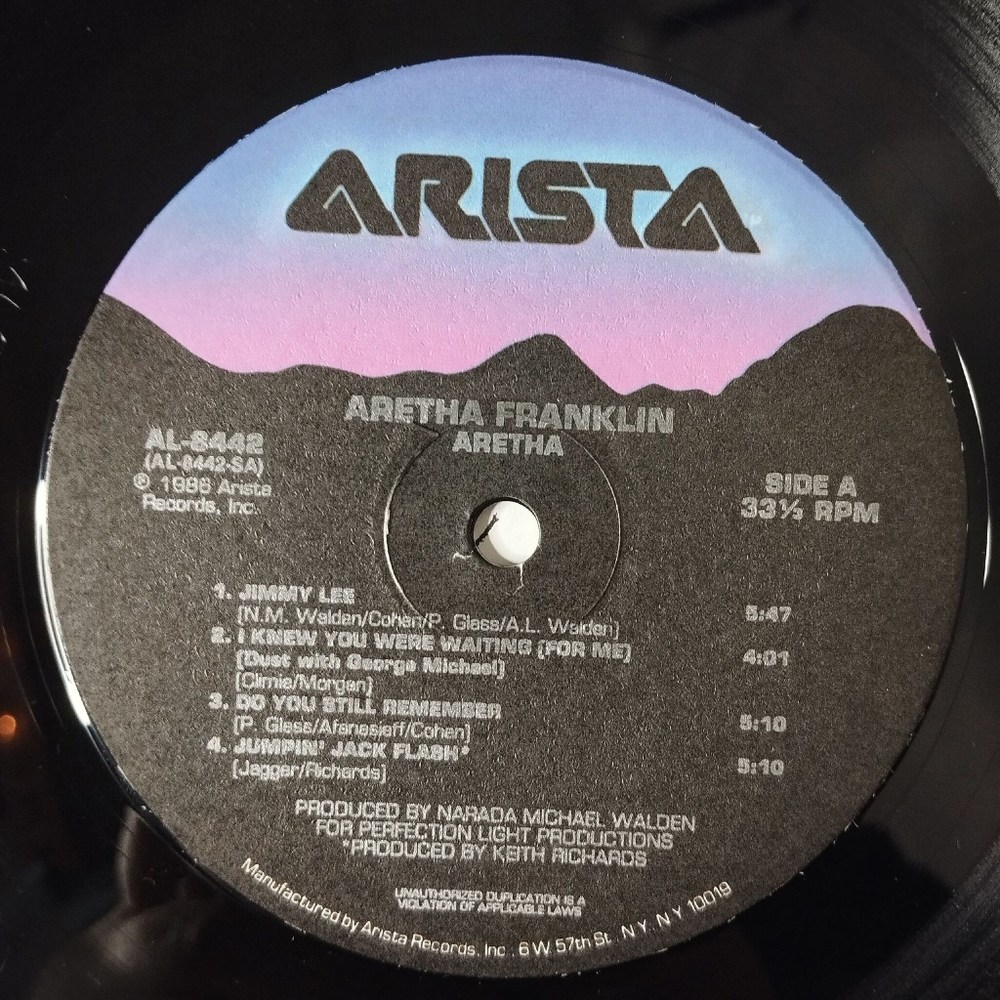 ARISTA
ARETHA FRANKLIN
ARETHA
AL-8442
(AL-8442-SA)
℗ 1986 Arista
Records, Inc.
SIDE A
33⅓ RPM
1. JIMMY LEE
[N.M. Walden/Cohen/P. Glass/A.L. Walden] 5:47
2. I KNEW YOU WERE WAITING [FOR ME]
[Duet with George Michael] 4:01
[Climie/Morgan]
3. DO YOU STILL REMEMBER
[P. Glass/Afanasieff/Cohen] 5:10
4. JUMPIN' JACK FLASH*
[Jagger/Richards] 5:10
PRODUCED BY NARADA MICHAEL WALDEN
FOR PERFECTION LIGHT PRODUCTIONS
*PRODUCED BY KEITH RICHARDS
UNAUTHORIZED DUPLICATION IS A
VIOLATION OF APPLICABLE LAWS
Manufactured by Arista Records, Inc. 6 W. 57th St. N.Y. N.Y. 10019